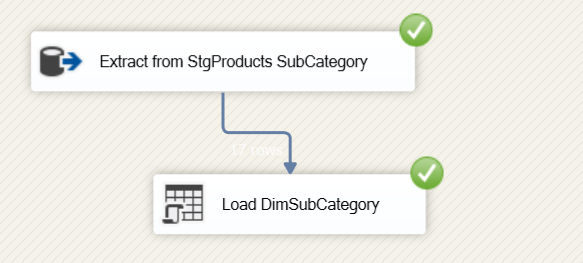 Extract from StgProducts SubCategory
17 rows
Load DimSubCategory